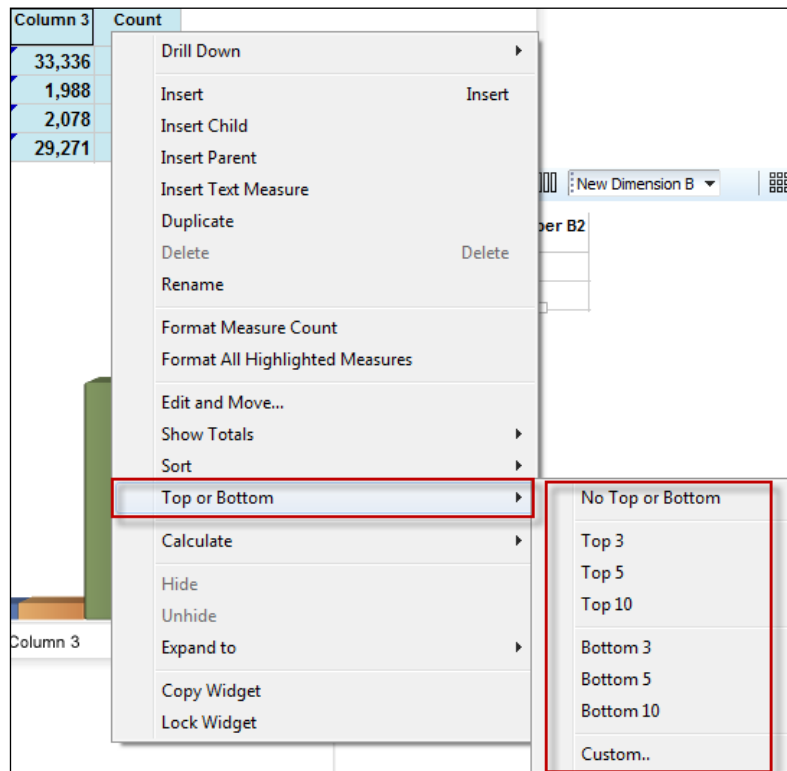 Column 3 Count
33,336
1,988
2,078
29,271
Drill Down
Insert Insert
Insert Child
Insert Parent
Insert Text Measure
Duplicate
Delete Delete
Rename
Format Measure Count
Format All Highlighted Measures
Edit and Move...
Show Totals
Sort
Top or Bottom
Calculate
Hide
Unhide
Expand to
Copy Widget
Lock Widget
New Dimension B
ber B2
No Top or Bottom
Top 3
Top 5
Top 10
Bottom 3
Bottom 5
Bottom 10
Custom..
Column 3